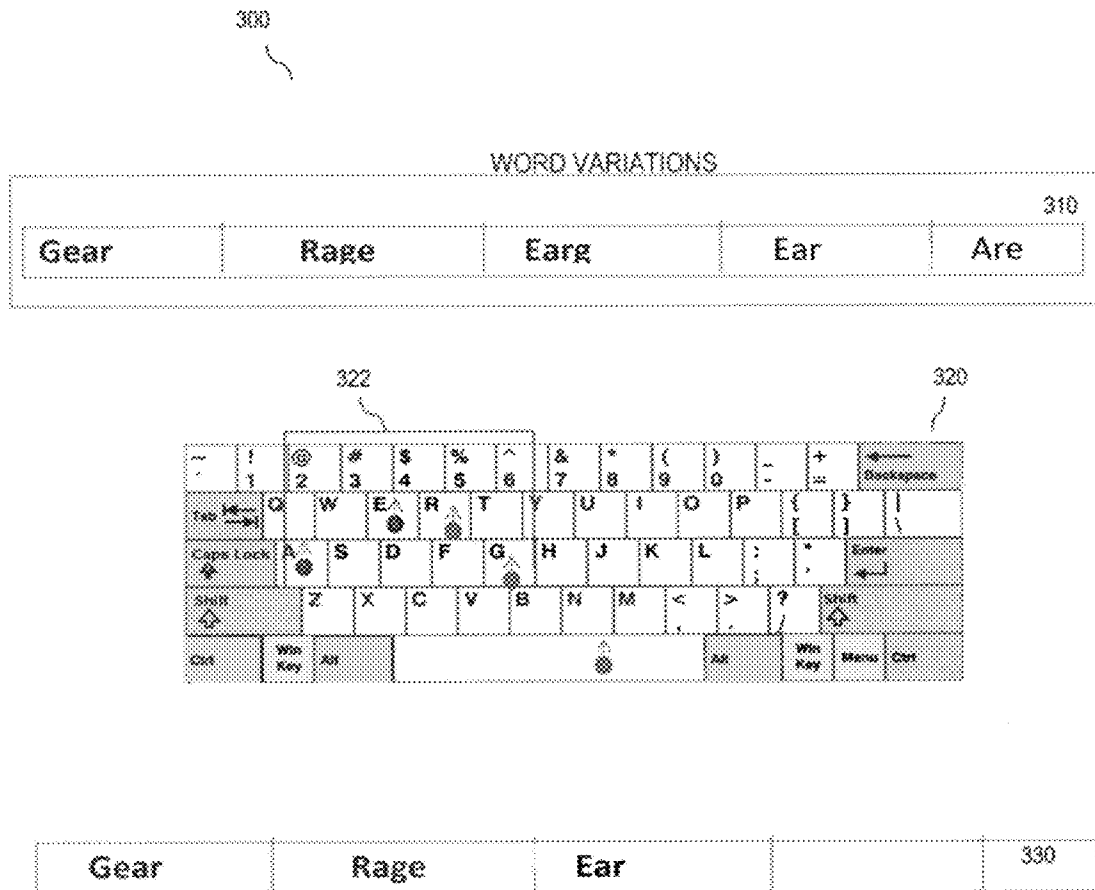 300
WORD VARIATIONS
310
Gear Rage Earg Ear Are
322 320
~ ! @ # $ % ^ & * ( ) _ + Backspace
` 1 2 3 4 5 6 7 8 9 0 - =
Tab Q W E R T Y U I O P { } |
[ ] \
Caps Lock A S D F G H J K L : " Enter
; '
Shift Z X C V B N M < > ? Shift
, . /
Ctrl Win Key Alt Alt Win Key Menu Ctrl
330
Gear Rage Ear